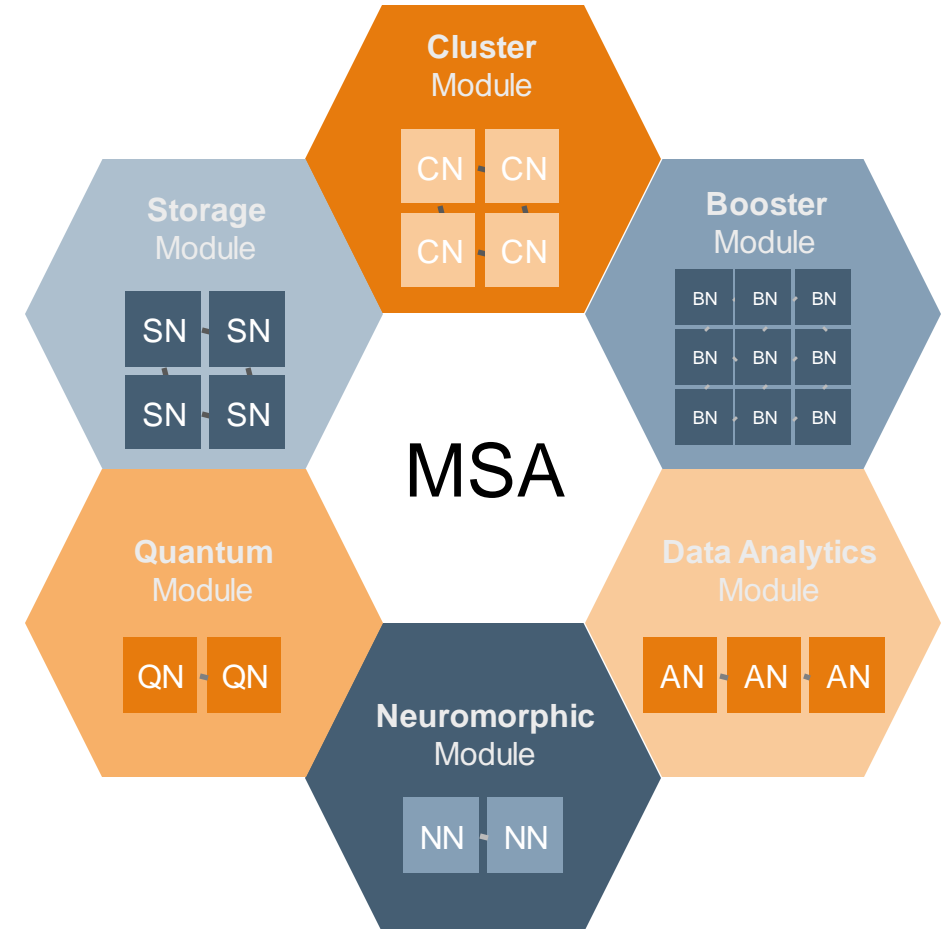 Cluster
Module
CN CN
CN CN
Storage
Module
SN SN
SN SN
Booster
Module
BN BN BN
BN BN BN
BN BN BN
MSA
Quantum
Module
QN QN
Data Analytics
Module
AN AN AN
Neuromorphic
Module
NN NN